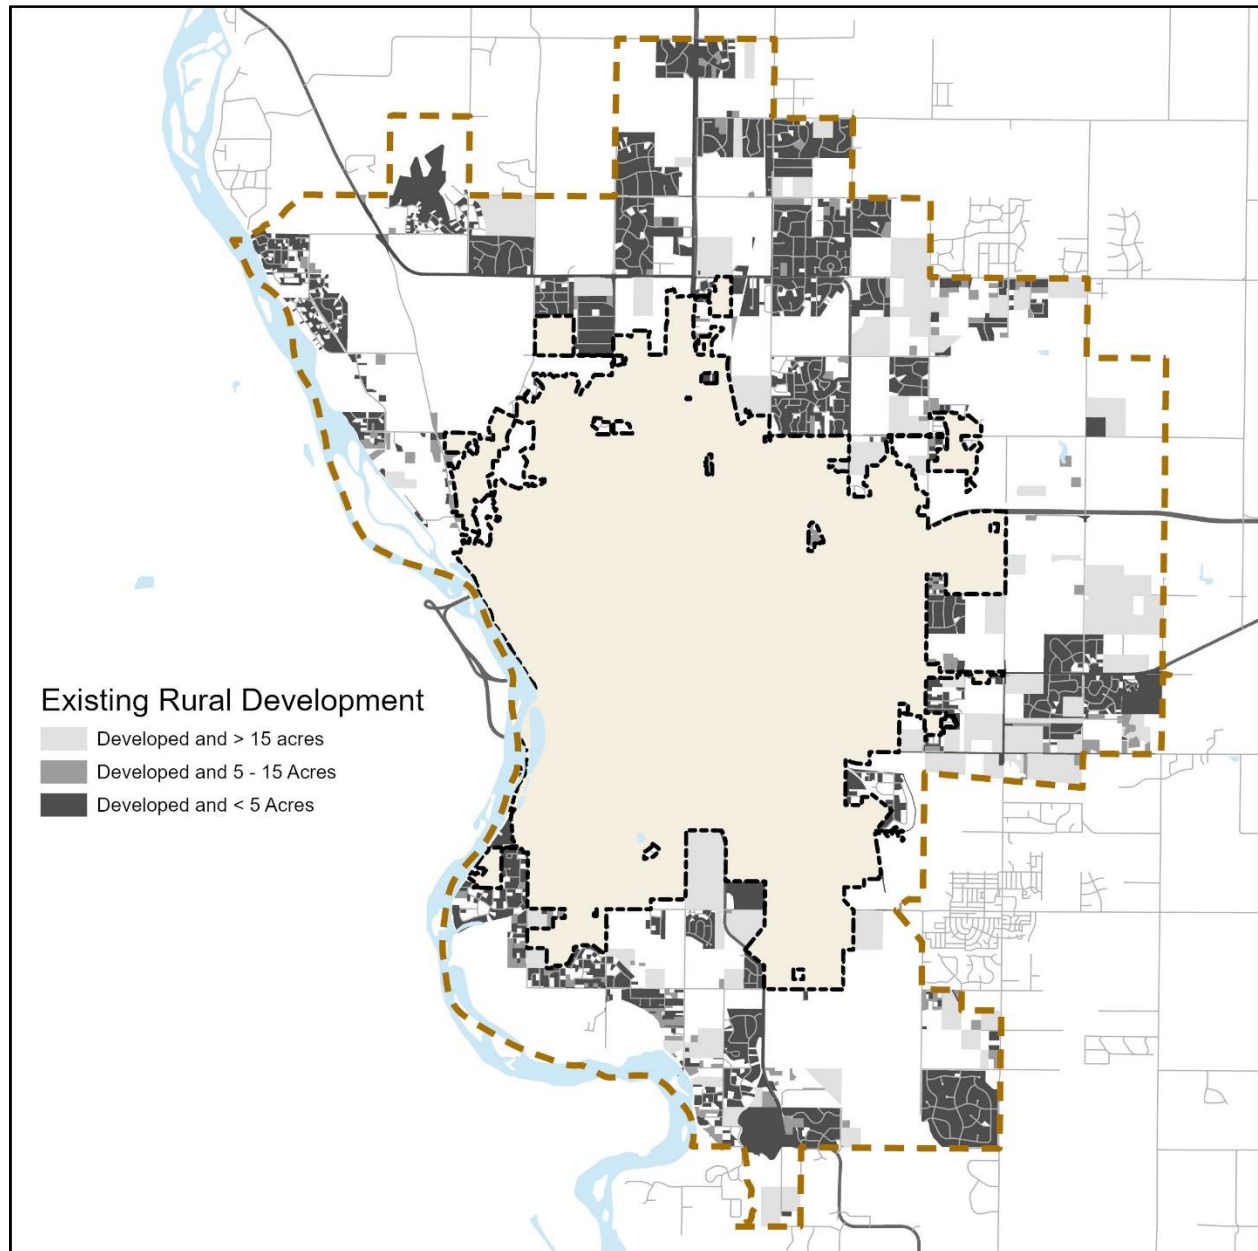 Existing Rural Development
Developed and > 15 acres
Developed and 5 - 15 Acres
Developed and < 5 Acres